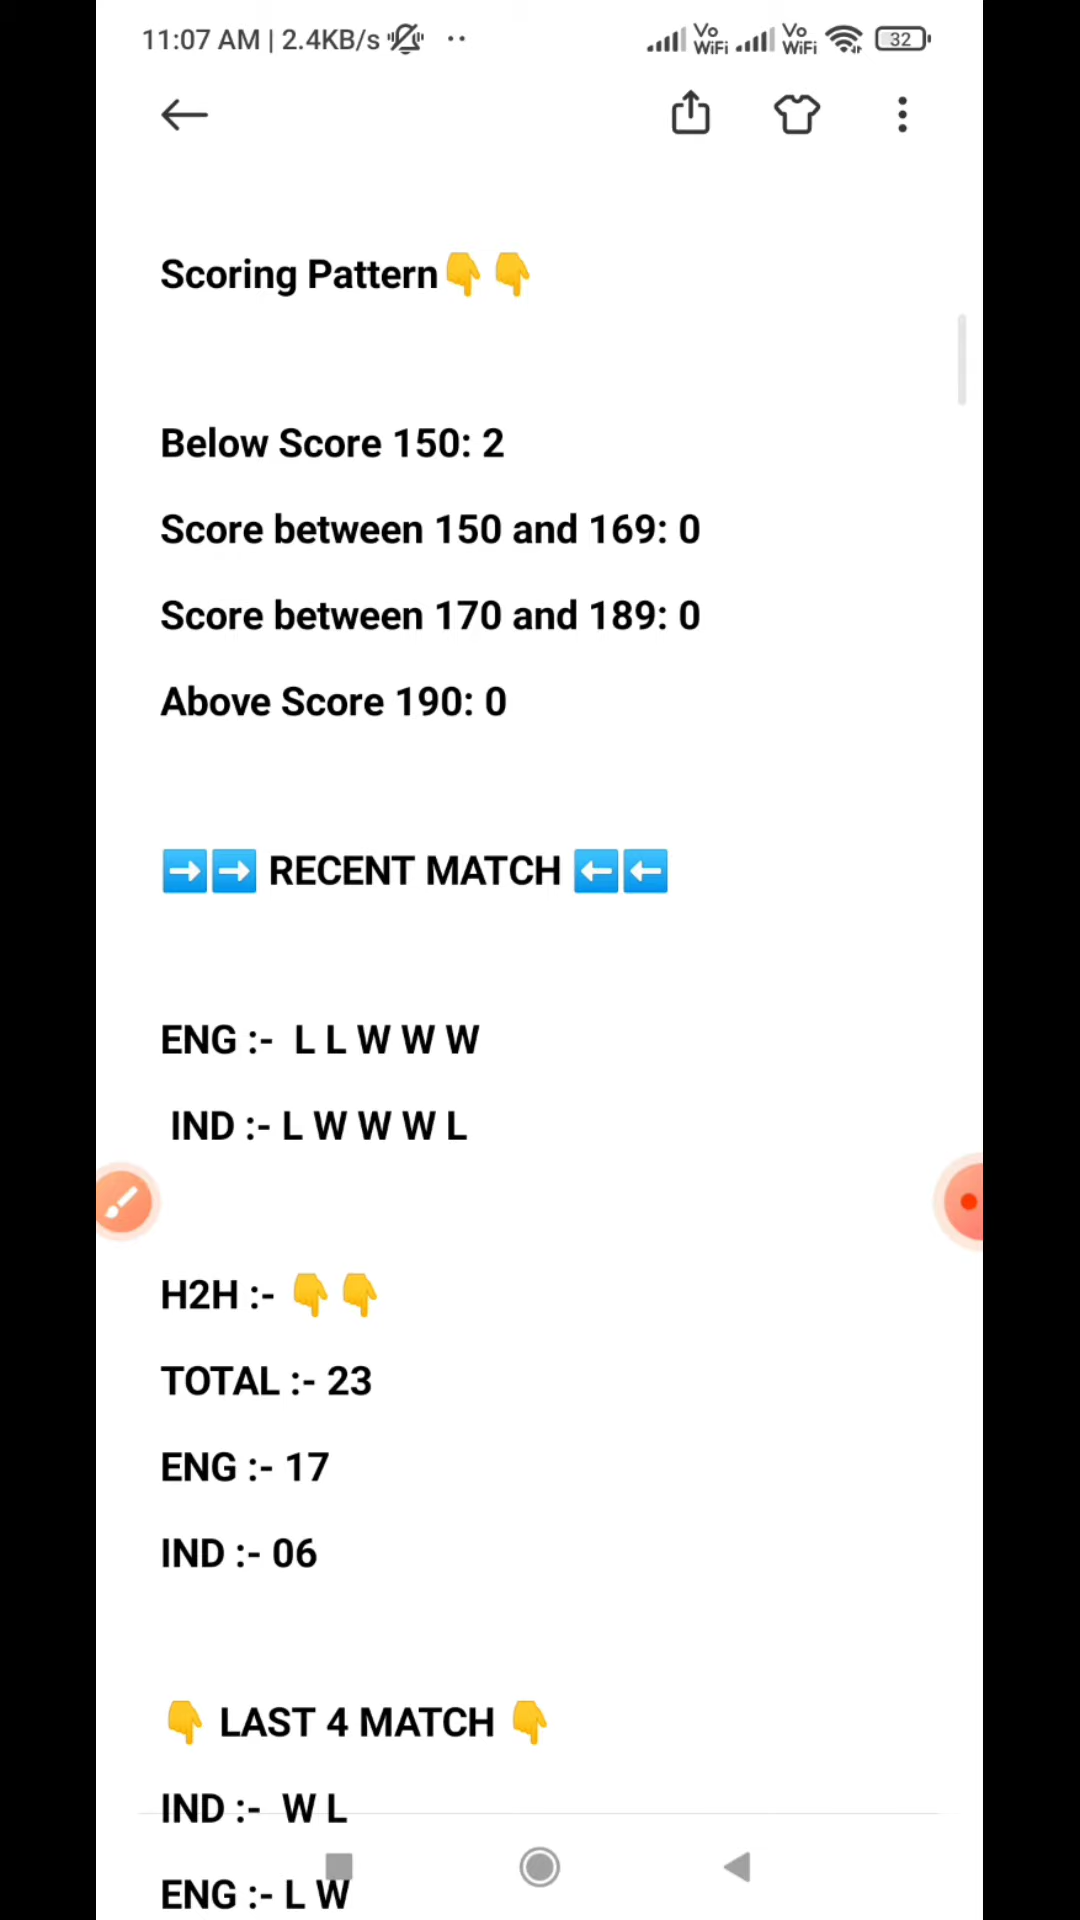 11:07 AM | 2.4KB/s
Vo WiFi Vo WiFi 32
Scoring Pattern👇👇
Below Score 150: 2
Score between 150 and 169: 0
Score between 170 and 189: 0
Above Score 190: 0
➡️➡️ RECENT MATCH ⬅️⬅️
ENG :- L L W W W
IND :- L W W W L
H2H :- 👇👇
TOTAL :- 23
ENG :- 17
IND :- 06
👇 LAST 4 MATCH 👇
IND :- W L
ENG :- L W